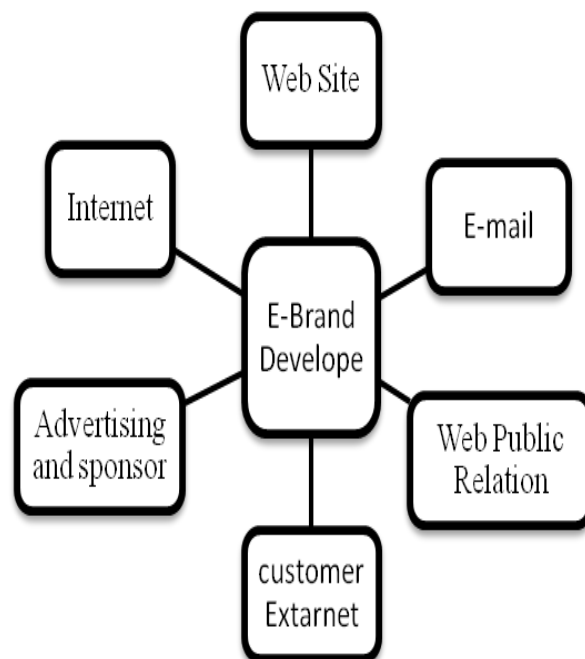 Web Site
Internet
E-mail
E-Brand
Develope
Advertising
and sponsor
Web Public
Relation
customer
Extarnet